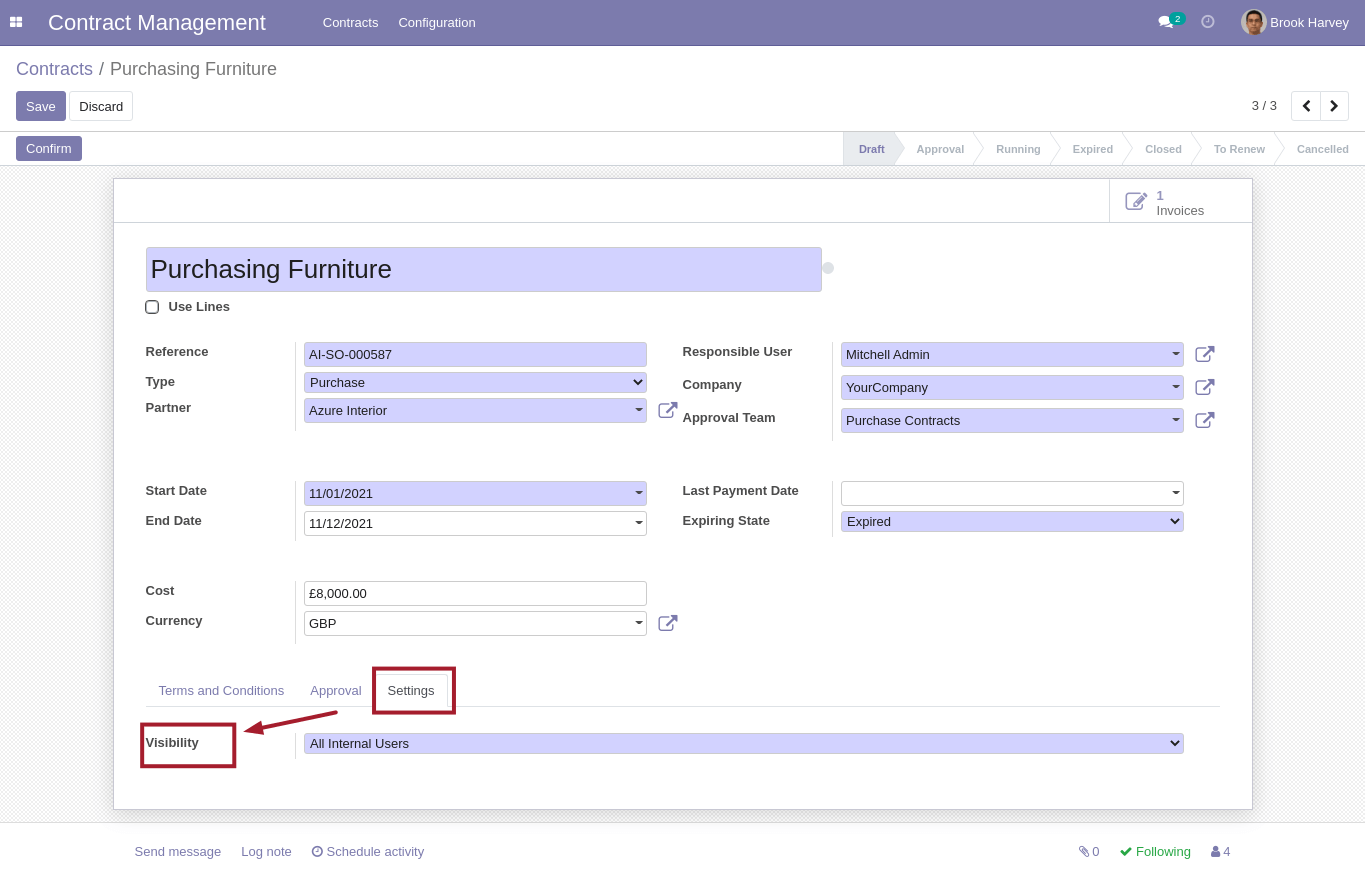 Contract Management Contracts Configuration 2 Brook Harvey
Contracts / Purchasing Furniture
Save Discard 3 / 3
Confirm Draft Approval Running Expired Closed To Renew Cancelled
1
Invoices
Purchasing Furniture
Use Lines
Reference AI-SO-000587 Responsible User Mitchell Admin
Type Purchase Company YourCompany
Partner Azure Interior Approval Team Purchase Contracts
Start Date 11/01/2021 Last Payment Date
End Date 11/12/2021 Expiring State Expired
Cost £8,000.00
Currency GBP
Terms and Conditions Approval Settings
Visibility All Internal Users
Send message Log note Schedule activity 0 Following 4